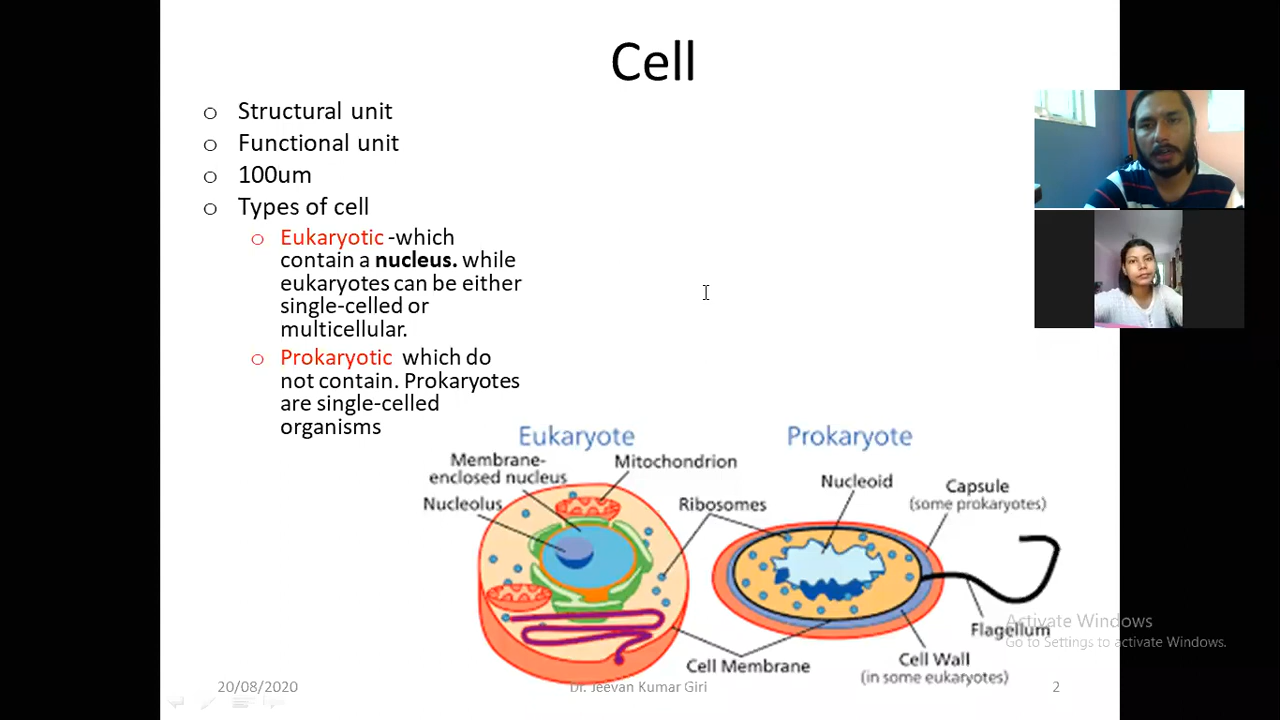 Cell
Structural unit
Functional unit
100um
Types of cell
Eukaryotic -which
contain a nucleus. while
eukaryotes can be either
single-celled or
multicellular.
Prokaryotic which do
not contain. Prokaryotes
are single-celled
organisms
Eukaryote
Prokaryote
Membrane-
enclosed nucleus
Mitochondrion
Nucleolus
Ribosomes
Nucleoid
Capsule
(some prokaryotes)
Flagellum
Cell Membrane
Cell Wall
(in some eukaryotes)
Activate Windows
Go to Settings to activate Windows.
20/08/2020
Dr. Jeevan Kumar Giri
2